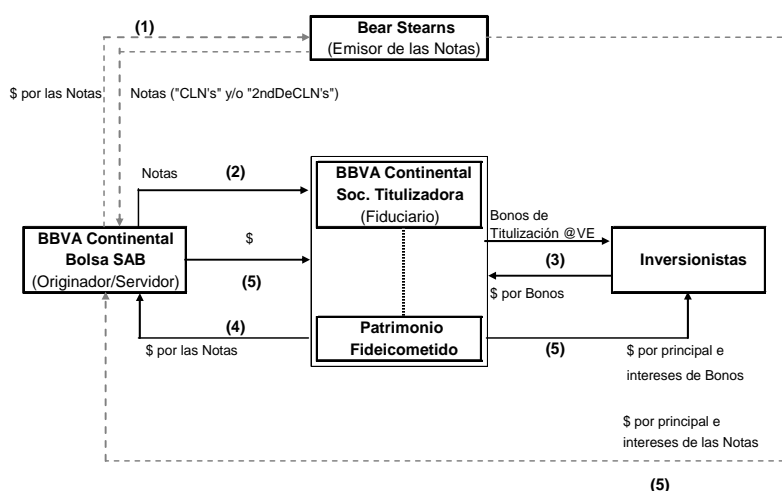 (1)
Bear Stearns
(Emisor de las Notas)
$ por las Notas
Notas ("CLN's" y/o "2ndDeCLN's")
Notas
(2)
BBVA Continental
Soc. Titulizadora
(Fiduciario)
BBVA Continental
Bolsa SAB
(Originador/Servidor)
$
(5)
Bonos de
Titulización @VE
(3)
$ por Bonos
Inversionistas
(4)
$ por las Notas
Patrimonio
Fideicometido
(5)
$ por principal e
intereses de Bonos
$ por principal e
intereses de las Notas
(5)